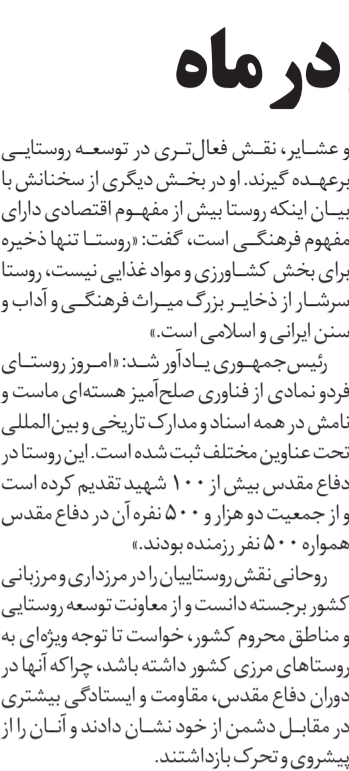 در ماه
و عشایر، نقش فعال‌تری در توسعه روستایی
برعهده گیرند. او در بخش دیگری از سخنانش با
بیان اینکه روستا بیش از مفهوم اقتصادی دارای
مفهوم فرهنگی است، گفت: «روستا تنها ذخیره
برای بخش کشاورزی و مواد غذایی نیست، روستا
سرشار از ذخایر بزرگ میراث فرهنگی و آداب و
سنن ایرانی و اسلامی است.»
رئیس‌جمهوری یادآور شد: «امروز روستای
فردو نمادی از فناوری صلح‌آمیز هسته‌ای ماست و
نامش در همه اسناد و مدارک تاریخی و بین‌المللی
تحت عناوین مختلف ثبت شده است. این روستا در
دفاع مقدس بیش از ۱۰۰ شهید تقدیم کرده است
و از جمعیت دو هزار و ۵۰۰ نفره آن در دفاع مقدس
همواره ۵۰۰ نفر رزمنده بودند.»
روحانی نقش روستاییان را در مرزداری و مرزبانی
کشور برجسته دانست و از معاونت توسعه روستایی
و مناطق محروم کشور، خواست تا توجه ویژه‌ای به
روستاهای مرزی کشور داشته باشد، چراکه آنها در
دوران دفاع مقدس، مقاومت و ایستادگی بیشتری
در مقابل دشمن از خود نشان دادند و آنان را از
پیشروی و تحرک بازداشتند.